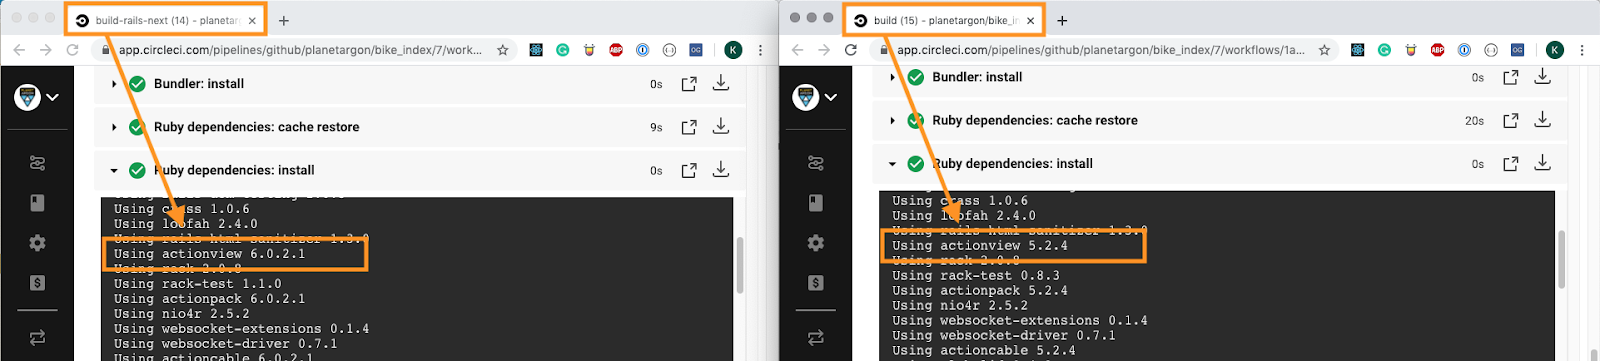 build-rails-next (14) - planetarg
app.circleci.com/pipelines/github/planetargon/bike_index/7/work...
ABP
OG
K
Bundler: install
0s
Ruby dependencies: cache restore
9s
Ruby dependencies: install
0s
Using crass 1.0.6
Using loofah 2.4.0
Using rails-html-sanitizer 1.3.0
Using actionview 6.0.2.1
Using rack 2.0.8
Using rack-test 1.1.0
Using actionpack 6.0.2.1
Using nio4r 2.5.2
Using websocket-extensions 0.1.4
Using websocket-driver 0.7.1
Using actioncable 6.0.2.1
build (15) - planetargon/bike_in
app.circleci.com/pipelines/github/planetargon/bike_index/7/workflows/1a...
ABP
OG
K
Bundler: install
0s
Ruby dependencies: cache restore
20s
Ruby dependencies: install
0s
Using crass 1.0.6
Using loofah 2.4.0
Using rails-html-sanitizer 1.3.0
Using actionview 5.2.4
Using rack 2.0.8
Using rack-test 0.8.3
Using actionpack 5.2.4
Using nio4r 2.5.2
Using websocket-extensions 0.1.4
Using websocket-driver 0.7.1
Using actioncable 5.2.4